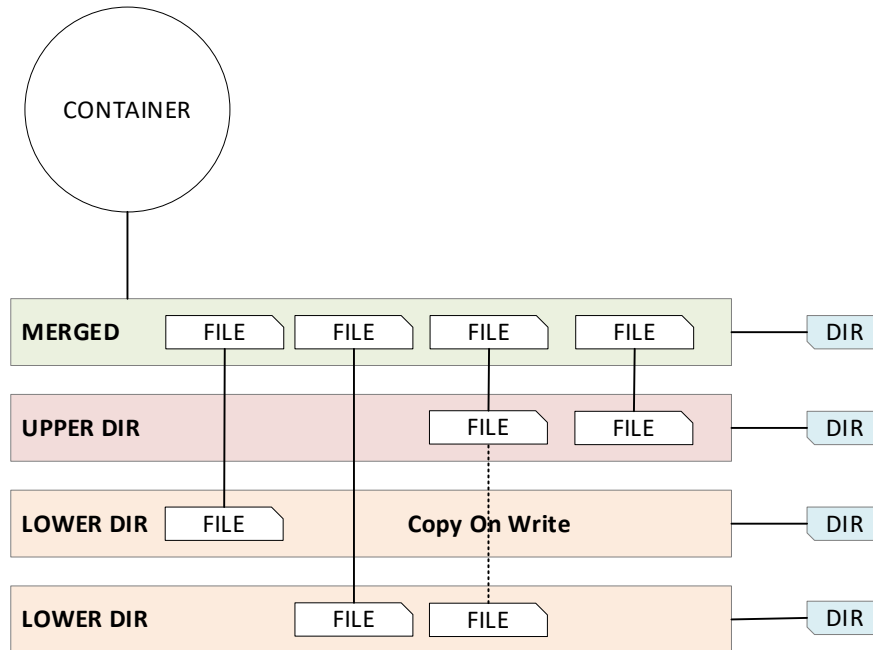 CONTAINER
MERGED FILE FILE FILE FILE DIR
UPPER DIR FILE FILE DIR
LOWER DIR FILE Copy On Write DIR
LOWER DIR FILE FILE DIR